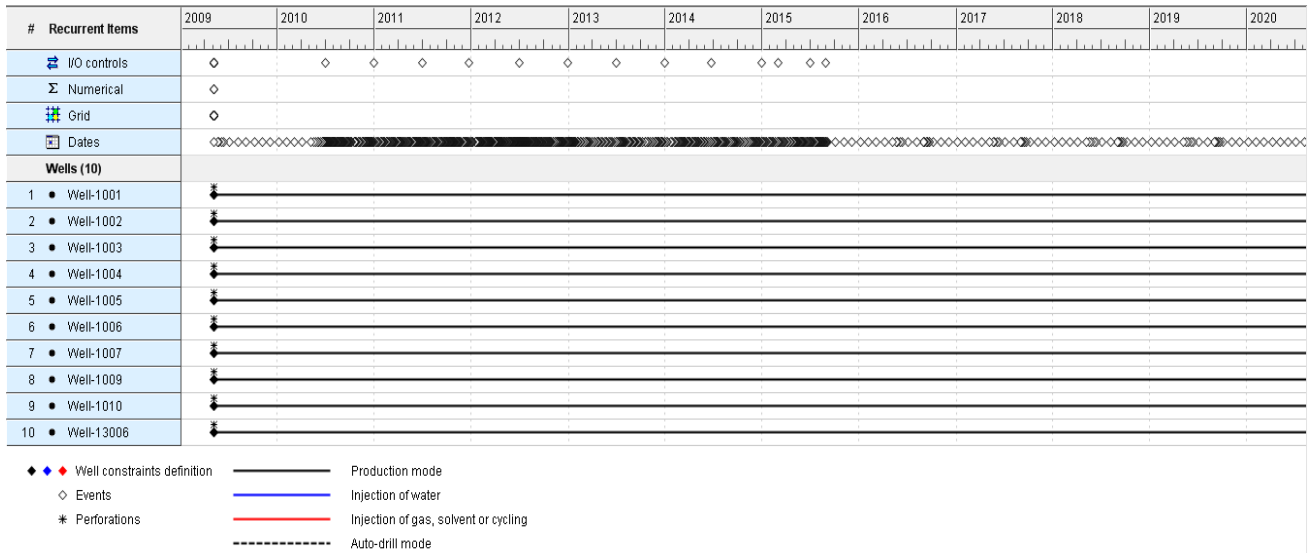 # Recurrent Items 2009 2010 2011 2012 2013 2014 2015 2016 2017 2018 2019 2020
I/O controls
Σ Numerical
Grid
Dates
Wells (10)
1 Well-1001
2 Well-1002
3 Well-1003
4 Well-1004
5 Well-1005
6 Well-1006
7 Well-1007
8 Well-1009
9 Well-1010
10 Well-13006
Well constraints definition Production mode
Events Injection of water
Perforations Injection of gas, solvent or cycling
Auto-drill mode